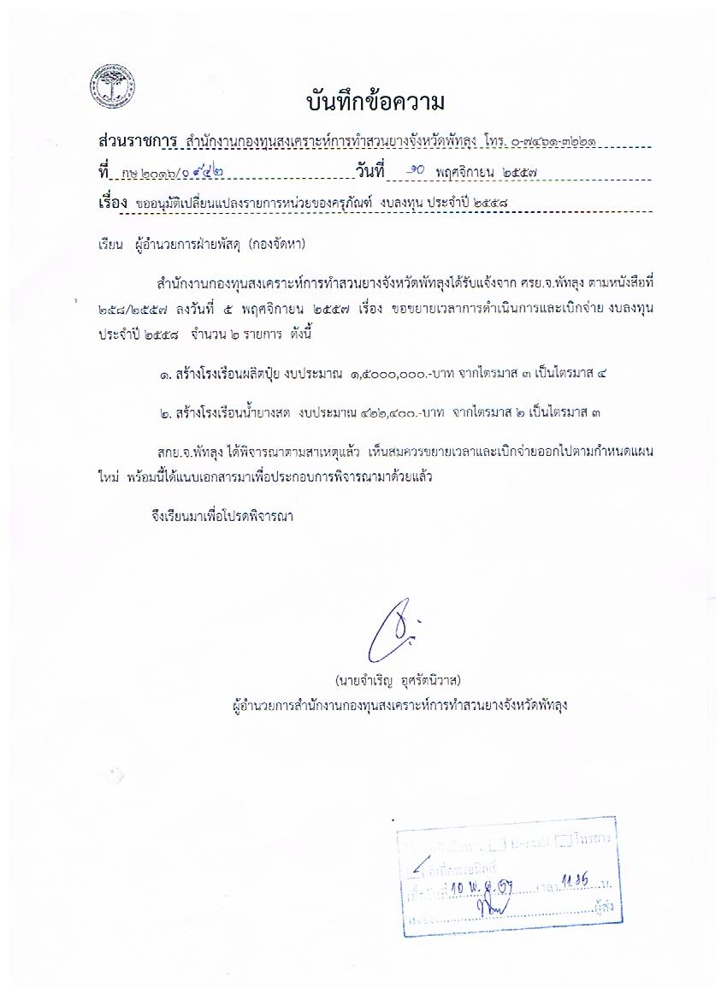 บันทึกข้อความ
ส่วนราชการ สำนักงานกองทุนสงเคราะห์การทำสวนยางจังหวัดพัทลุง โทร. ๐-๗๔๖๑-๓๒๒๑
ที่ กษ ๒๐๑๖/๐๙๔๒ วันที่ ๑๐ พฤศจิกายน ๒๕๕๗
เรื่อง ขออนุมัติเปลี่ยนแปลงรายการหน่วยของครุภัณฑ์ งบลงทุน ประจำปี ๒๕๕๘
เรียน ผู้อำนวยการฝ่ายพัสดุ (กองจัดหา)
สำนักงานกองทุนสงเคราะห์การทำสวนยางจังหวัดพัทลุงได้รับแจ้งจาก ศรย.จ.พัทลุง ตามหนังสือที่
๒๕๘/๒๕๕๗ ลงวันที่ ๕ พฤศจิกายน ๒๕๕๗ เรื่อง ขอขยายเวลาการดำเนินการและเบิกจ่าย งบลงทุน
ประจำปี ๒๕๕๘ จำนวน ๒ รายการ ดังนี้
๑. สร้างโรงเรือนผลิตปุ๋ย งบประมาณ ๑,๕๐๐๐,๐๐๐.-บาท จากไตรมาส ๓ เป็นไตรมาส ๔
๒. สร้างโรงเรือนน้ำยางสด งบประมาณ ๔๒๒,๔๐๐.-บาท จากไตรมาส ๒ เป็นไตรมาส ๓
สกย.จ.พัทลุง ได้พิจารณาตามสาเหตุแล้ว เห็นสมควรขยายเวลาและเบิกจ่ายออกไปตามกำหนดแผน
ใหม่ พร้อมนี้ได้แนบเอกสารมาเพื่อประกอบการพิจารณามาด้วยแล้ว
จึงเรียนมาเพื่อโปรดพิจารณา
(นายจำเริญ อุศรัตนิวาส)
ผู้อำนวยการสำนักงานกองทุนสงเคราะห์การทำสวนยางจังหวัดพัทลุง
E-mail โทรสาร
เมื่อวันที่ 10 พ.ย.57 เวลา 11.35 น.
ลงชื่อ ผู้ส่ง